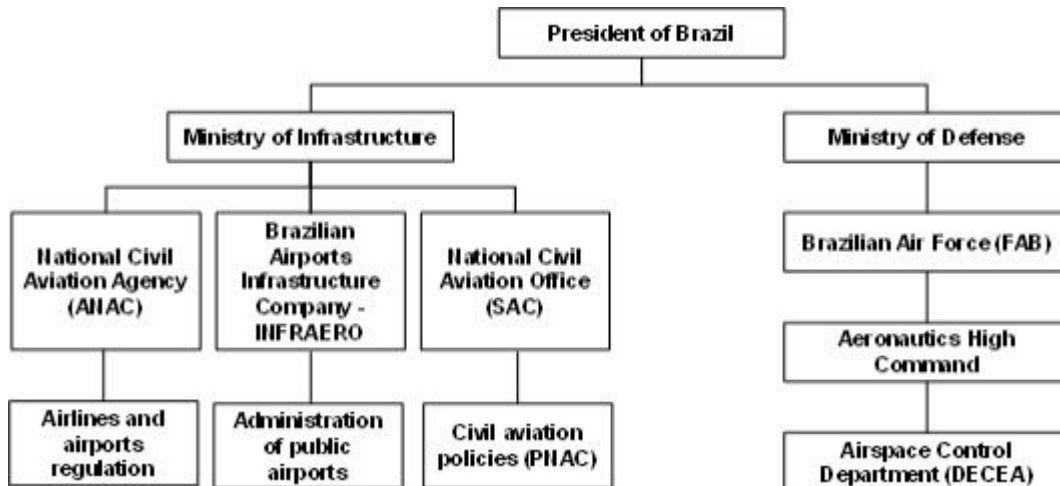 President of Brazil
Ministry of Infrastructure
Ministry of Defense
National Civil
Aviation Agency
(ANAC)
Brazilian
Airports
Infrastructure
Company -
INFRAERO
National Civil
Aviation Office
(SAC)
Brazilian Air Force (FAB)
Aeronautics High
Command
Airlines and
airports
regulation
Administration
of public
airports
Civil aviation
policies (PNAC)
Airspace Control
Department (DECEA)